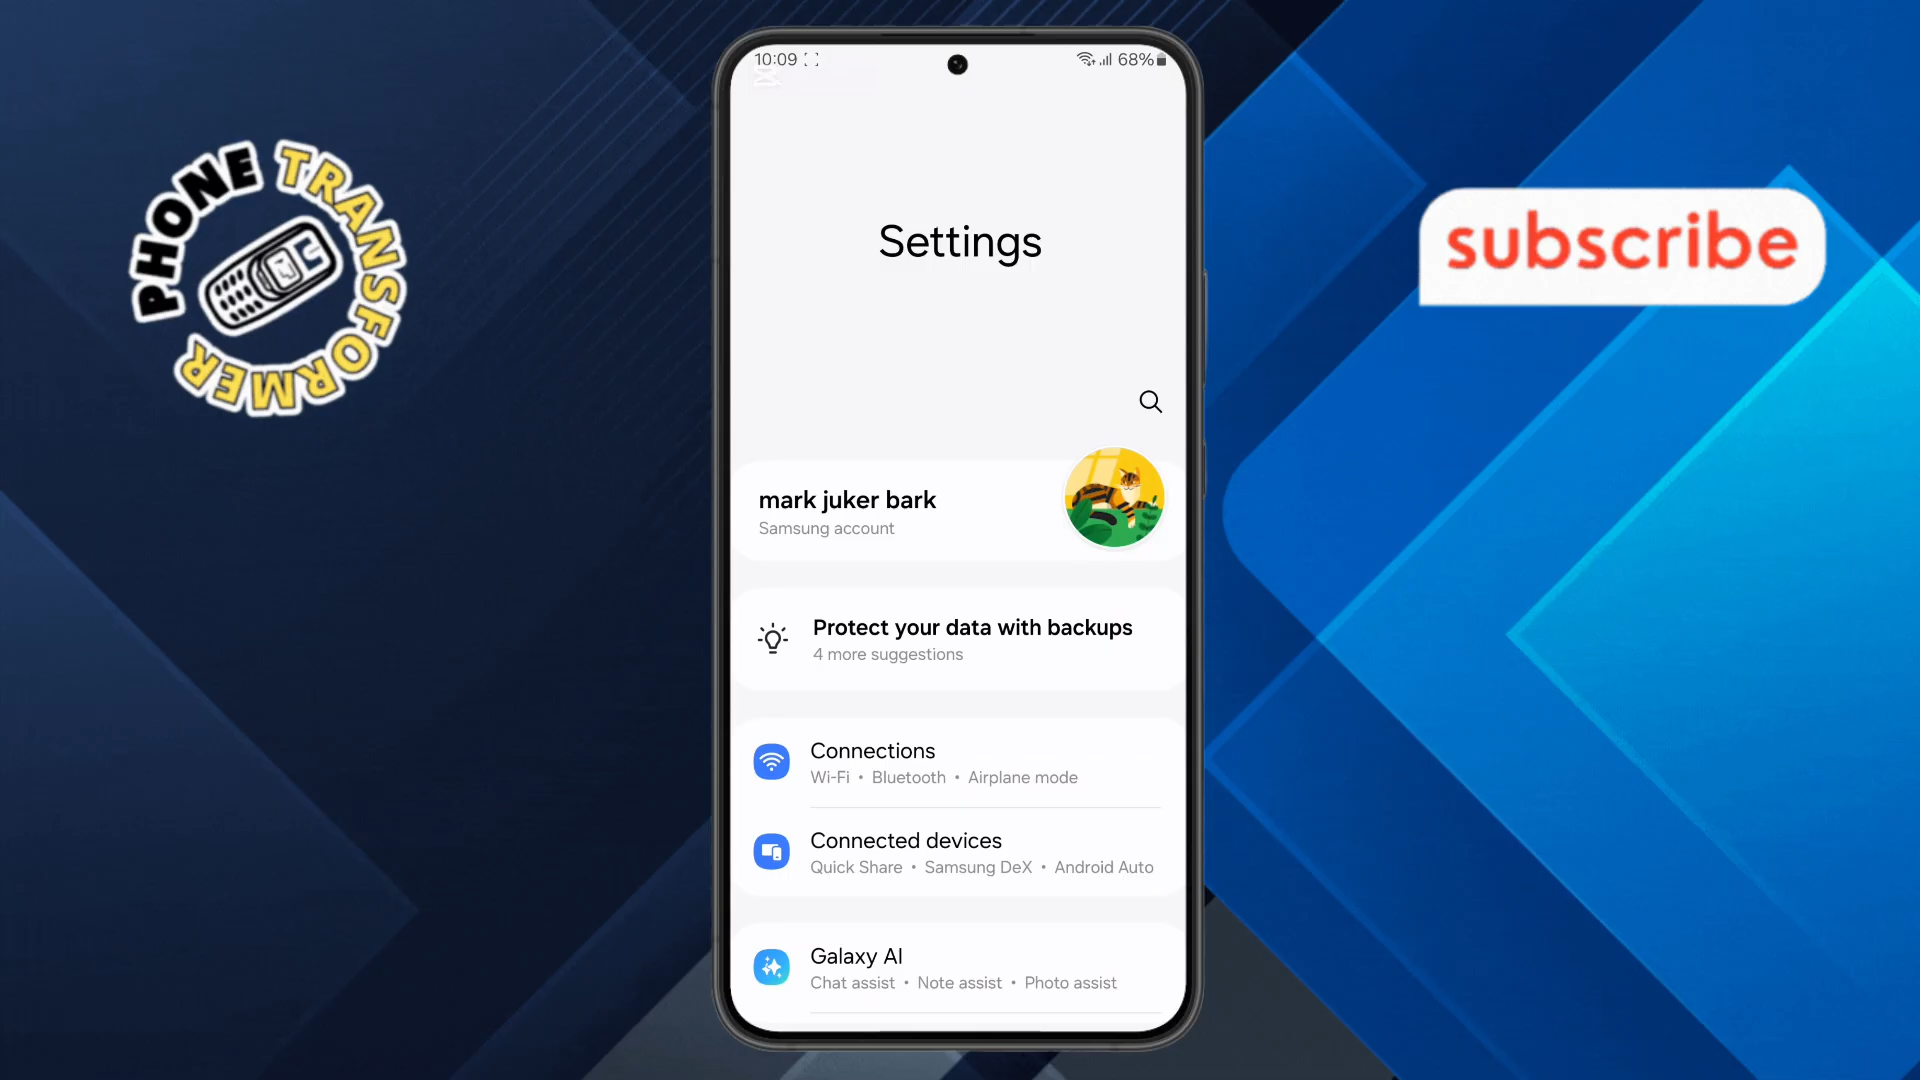 PHONE TRANSFORMER
subscribe
10:09
68%
Settings
mark juker bark
Samsung account
Protect your data with backups
4 more suggestions
Connections
Wi-Fi • Bluetooth • Airplane mode
Connected devices
Quick Share • Samsung DeX • Android Auto
Galaxy AI
Chat assist • Note assist • Photo assist